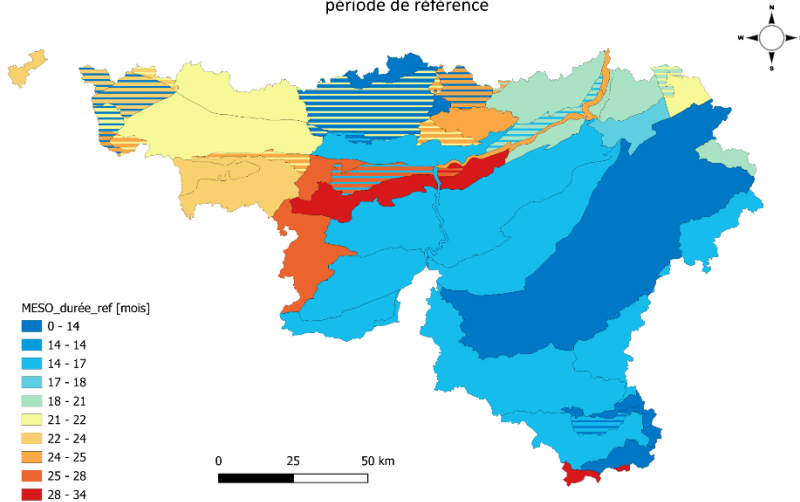 période de référence
N
W
S
MESO_durée_ref [mois]
0 - 14
14 - 14
14 - 17
17 - 18
18 - 21
21 - 22
22 - 24
24 - 25
25 - 28
28 - 34
0 25 50 km